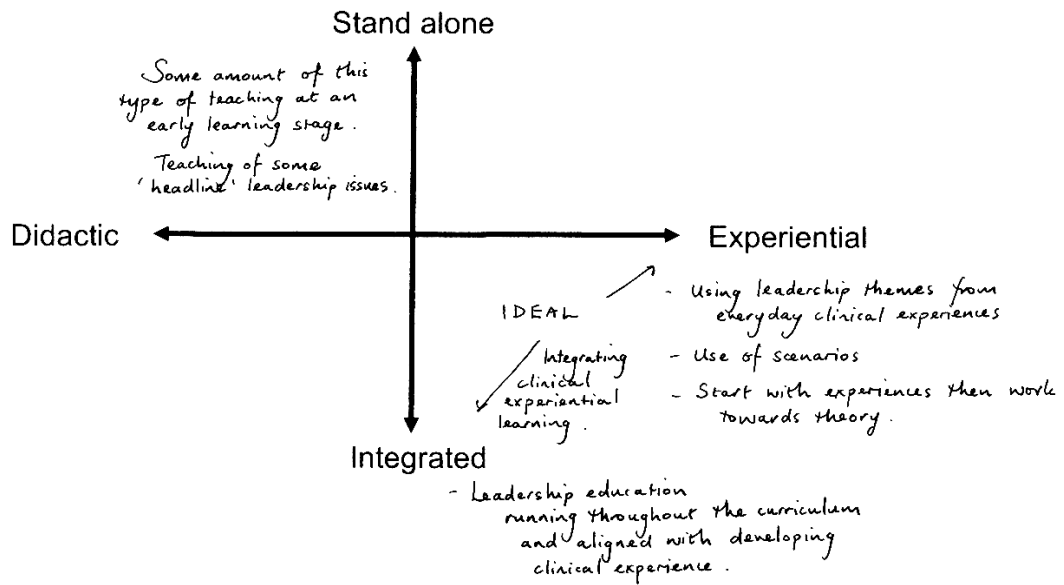 Stand alone
Some amount of this
type of teaching at an
early learning stage.
Teaching of some
'headline' leadership issues.
Didactic
Experiential
IDEAL
- Using leadership themes from
everyday clinical experiences
- Use of scenarios
- Start with experiences then work
towards theory.
Integrating
clinical
experiential
learning.
Integrated
- Leadership education
running throughout the curriculum
and aligned with developing
clinical experience.